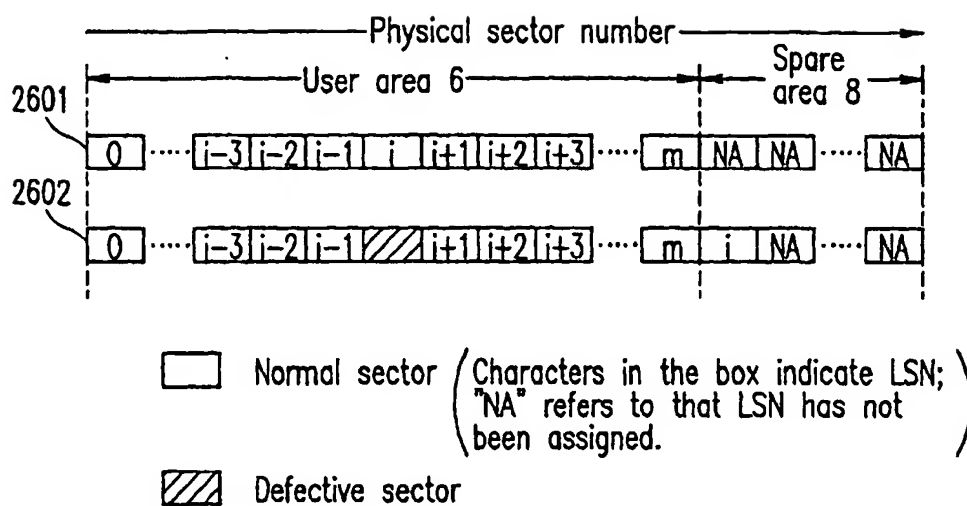 Physical sector number
User area 6
Spare
area 8
2601
0 ..... i-3 i-2 i-1 i i+1 i+2 i+3 ..... m NA NA ..... NA
2602
0 ..... i-3 i-2 i-1 i+1 i+2 i+3 ..... m i NA ..... NA
Normal sector (Characters in the box indicate LSN;
"NA" refers to that LSN has not
been assigned.)
Defective sector